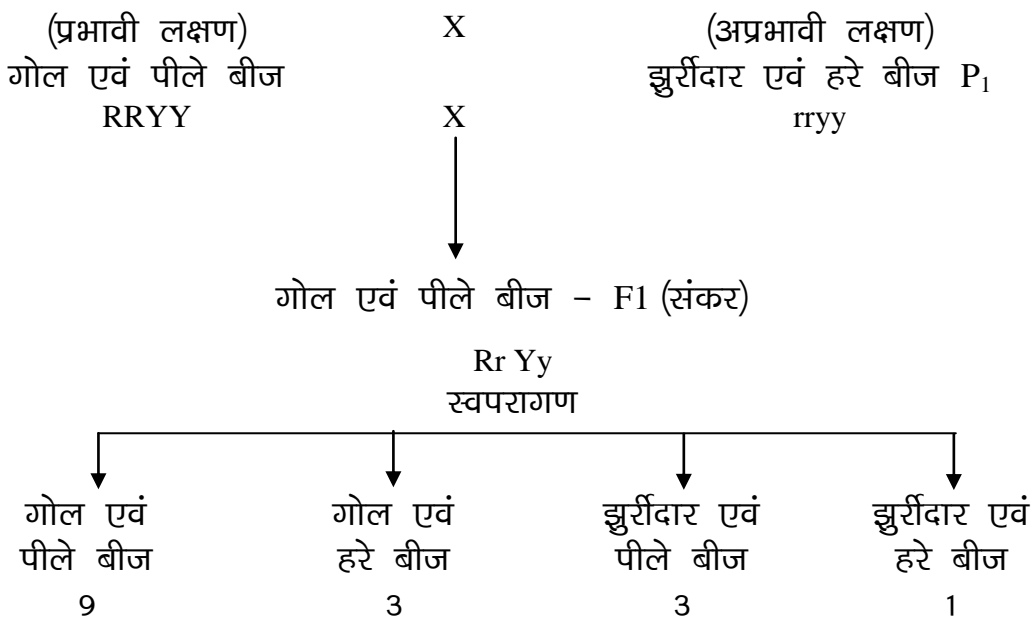 (प्रभावी लक्षण) X (अप्रभावी लक्षण)
गोल एवं पीले बीज झुर्रीदार एवं हरे बीज P₁
RRYY X rryy
गोल एवं पीले बीज – F1 (संकर)
Rr Yy
स्वपरागण
गोल एवं गोल एवं झुर्रीदार एवं झुर्रीदार एवं
पीले बीज हरे बीज पीले बीज हरे बीज
9 3 3 1